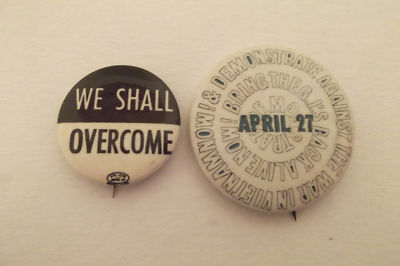 WE SHALL
OVERCOME
& DEMONSTRATE AGAINST THE WAR IN VIETNAM NOW!
BRING THE G.I.'S BACK ALIVE NOW!
APRIL 27